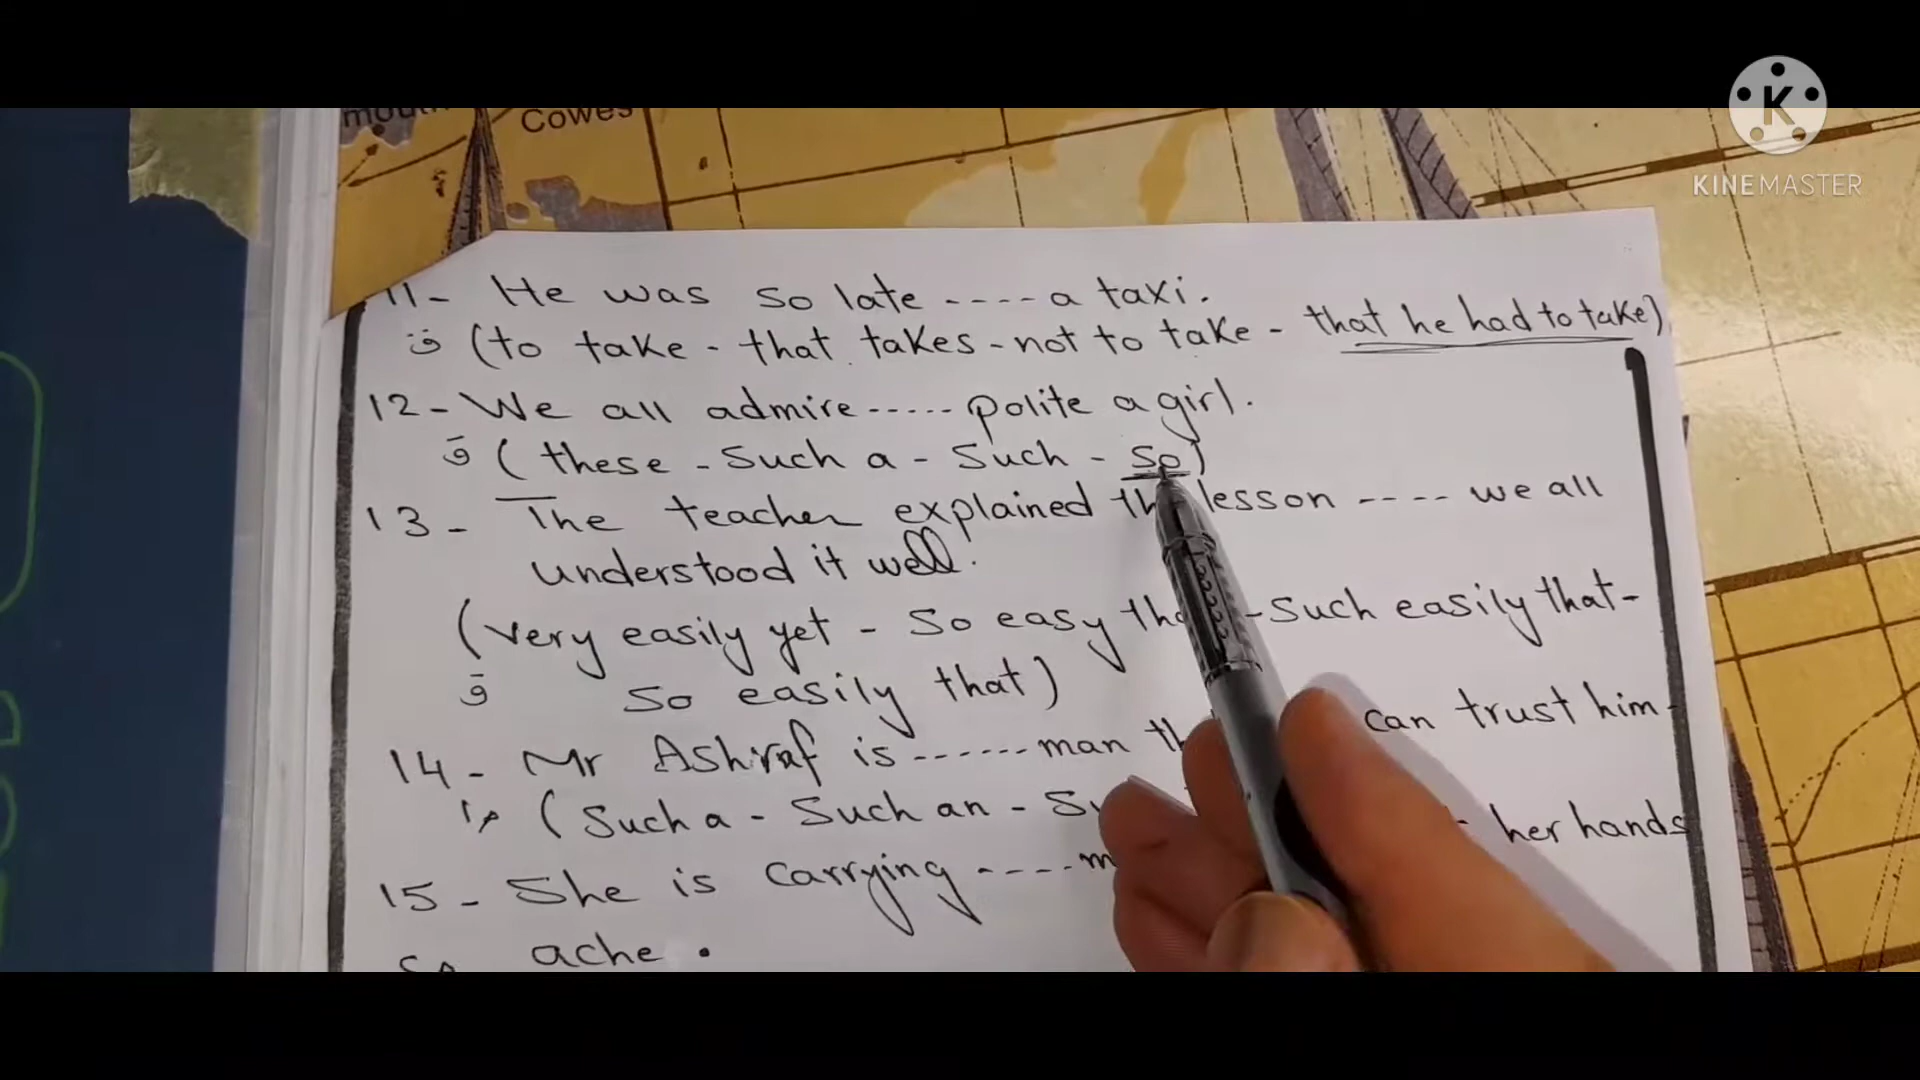 Cowes
KINEMASTER
11- He was so late ---- a taxi.
(to take - that takes - not to take - that he had to take)
12- We all admire ----- polite a girl.
(these - such a - such - so)
13- The teacher explained lesson ---- we all
understood it well.
(very easily yet - so easy - such easily that -
so easily that)
14- Mr Ashraf is ------ man can trust him
(Such a - Such an -
15- She is carrying ---- her hands
ache.